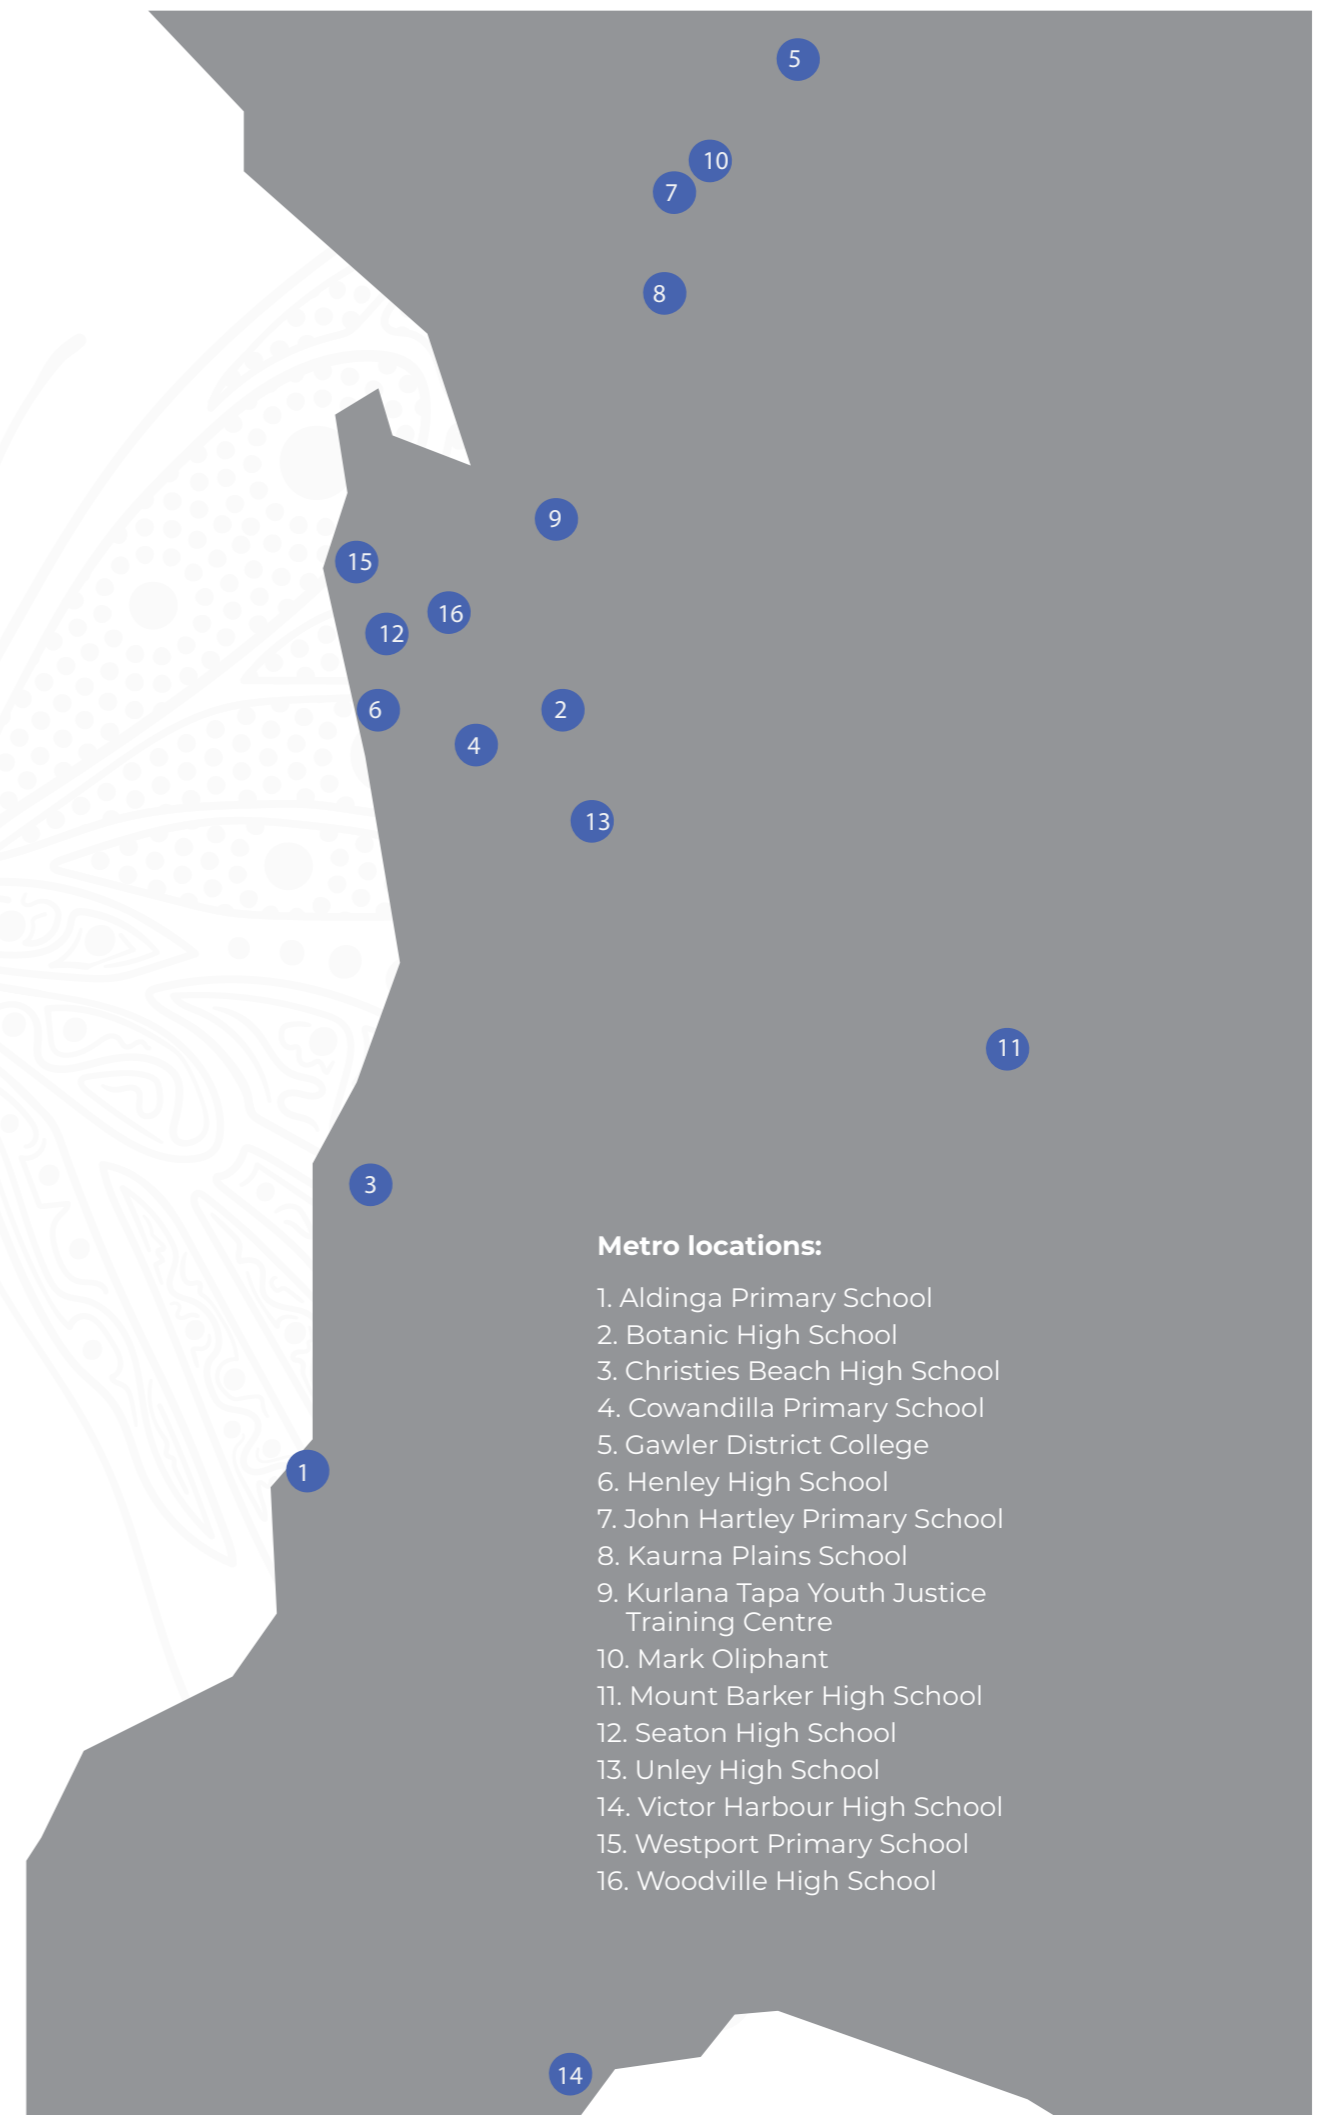 5
10
7
8
9
15
16
12
6
2
4
13
11
3
Metro locations:
1. Aldinga Primary School
2. Botanic High School
3. Christies Beach High School
4. Cowandilla Primary School
5. Gawler District College
6. Henley High School
1
7. John Hartley Primary School
8. Kaurna Plains School
9. Kurlana Tapa Youth Justice
Training Centre
10. Mark Oliphant
11. Mount Barker High School
12. Seaton High School
13. Unley High School
14. Victor Harbour High School
15. Westport Primary School
16. Woodville High School
14